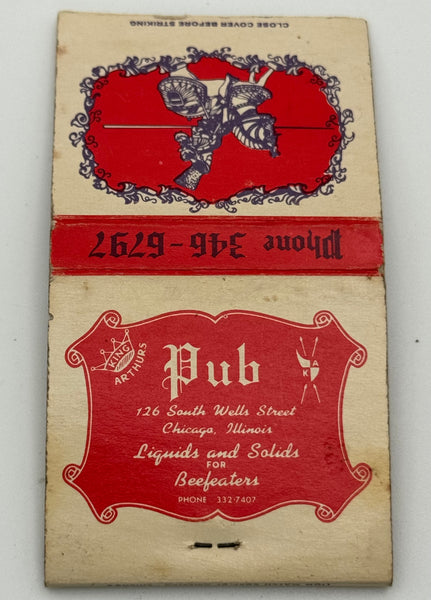 CLOSE COVER BEFORE STRIKING
Phone 346-6797
KING
ARTHURS
Pub
K A
126 South Wells Street
Chicago, Illinois
Liquids and Solids
FOR
Beefeaters
PHONE 332-7407